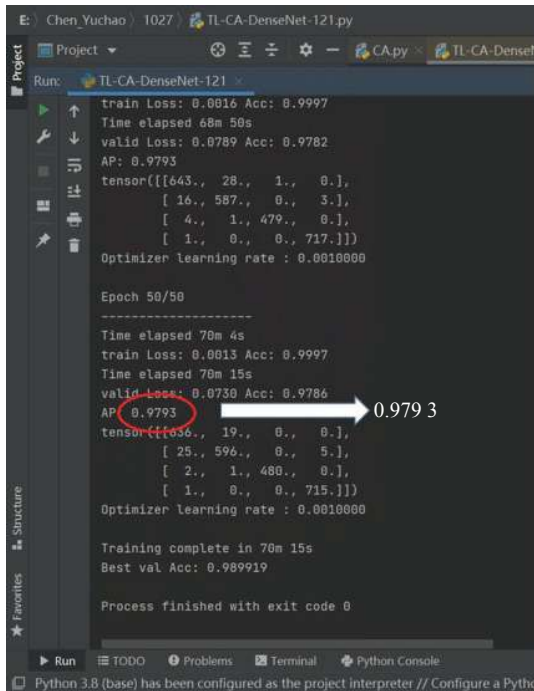 E: ⟩ Chen_Yuchao ⟩ 1027 ⟩ TL-CA-DenseNet-121.py
Project
Project CA.py × TL-CA-DenseN
Run: TL-CA-DenseNet-121 ×
train Loss: 0.0016 Acc: 0.9997
Time elapsed 68m 50s
valid Loss: 0.0789 Acc: 0.9782
AP: 0.9793
tensor([[643., 28., 1., 0.],
[ 16., 587., 0., 3.],
[ 4., 1., 479., 0.],
[ 1., 0., 0., 717.]])
Optimizer learning rate : 0.0010000
Epoch 50/50
--------------------
Time elapsed 70m 4s
train Loss: 0.0013 Acc: 0.9997
Time elapsed 70m 15s
valid Loss: 0.0730 Acc: 0.9786
AP: 0.9793 0.979 3
tensor([[636., 19., 0., 0.],
[ 25., 596., 0., 5.],
[ 2., 1., 480., 0.],
[ 1., 0., 0., 715.]])
Optimizer learning rate : 0.0010000
Training complete in 70m 15s
Best val Acc: 0.989919
Process finished with exit code 0
Structure
Favorites
Run TODO Problems Terminal Python Console
Python 3.8 (base) has been configured as the project interpreter // Configure a Pytho